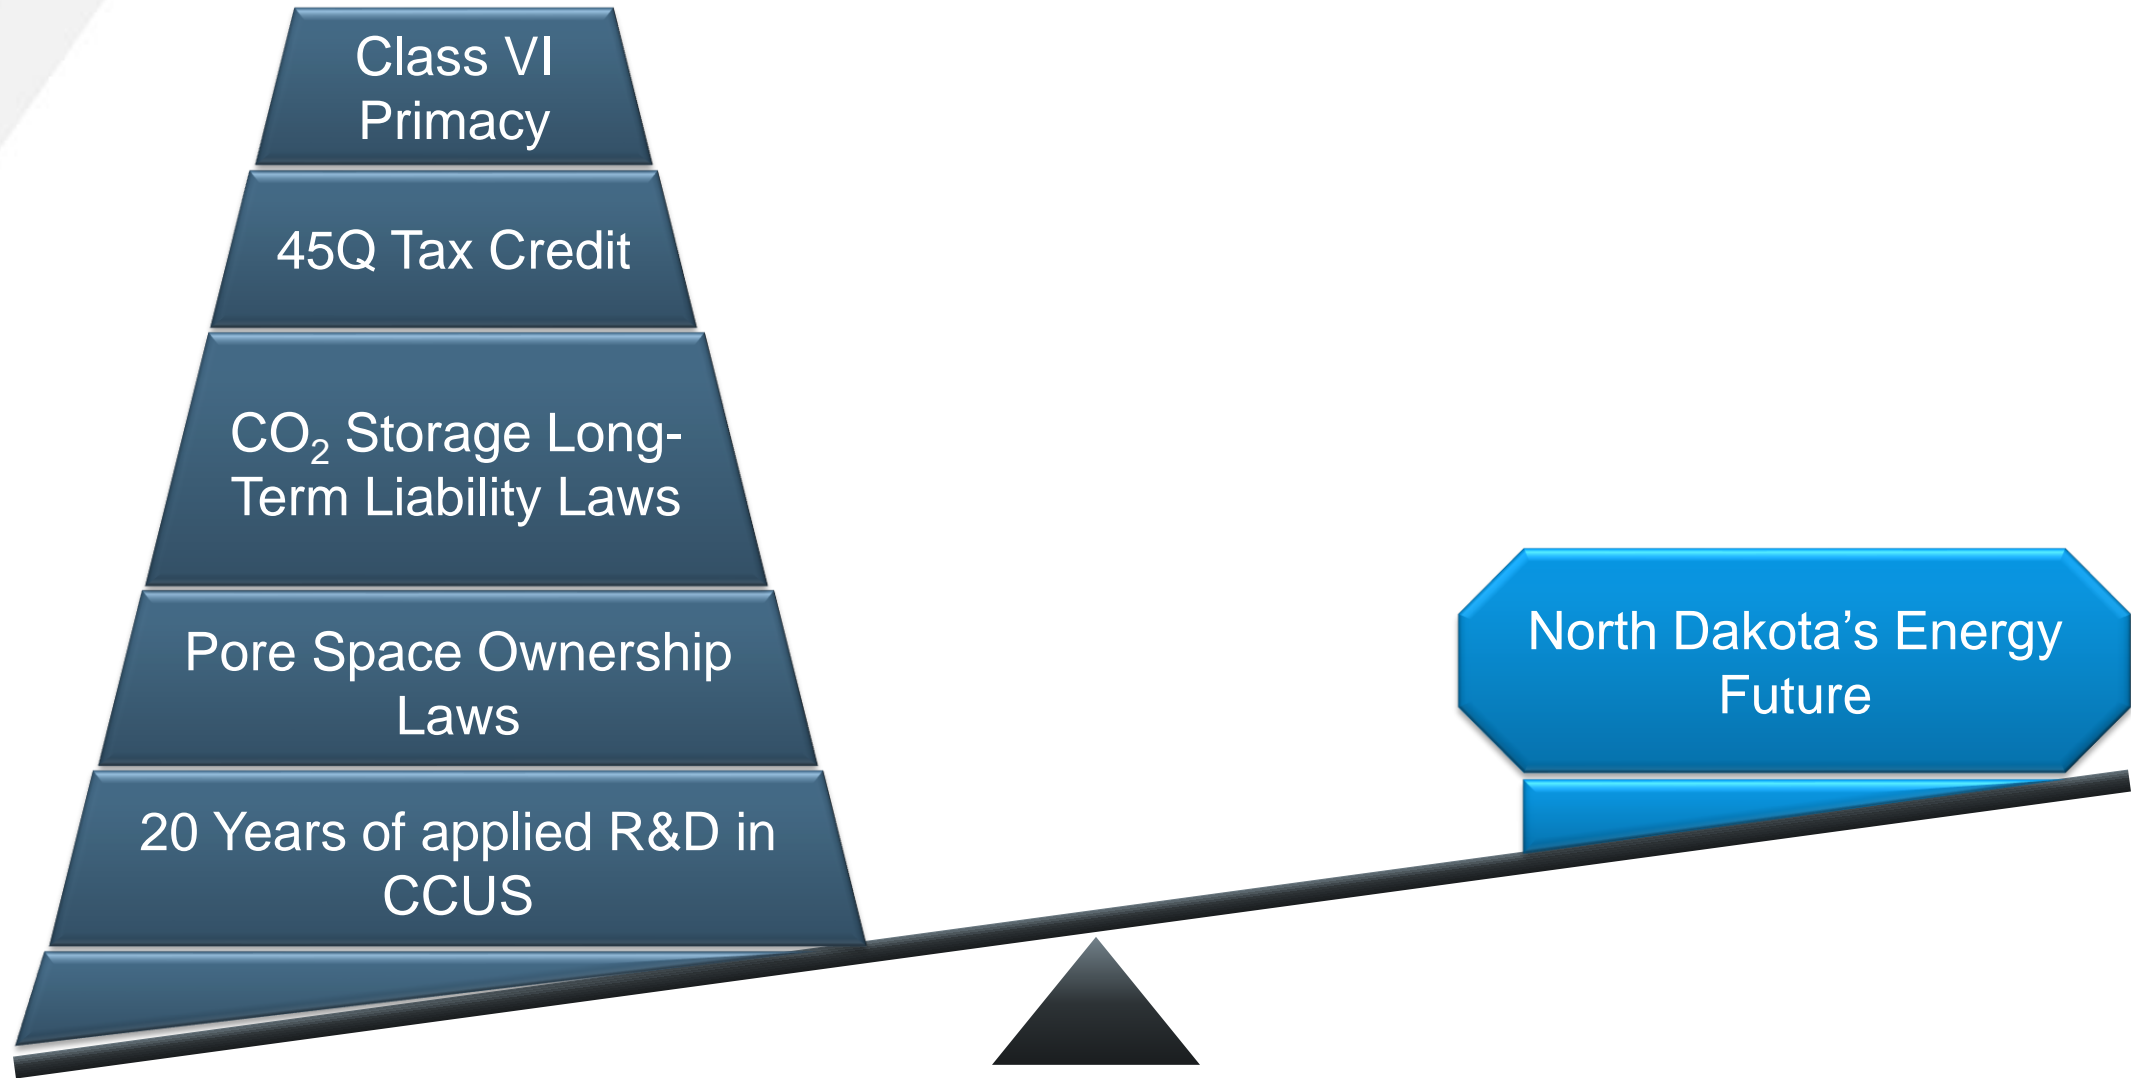 Class VI
Primacy
45Q Tax Credit
CO₂ Storage Long-
Term Liability Laws
Pore Space Ownership
Laws
20 Years of applied R&D in
CCUS
North Dakota’s Energy
Future